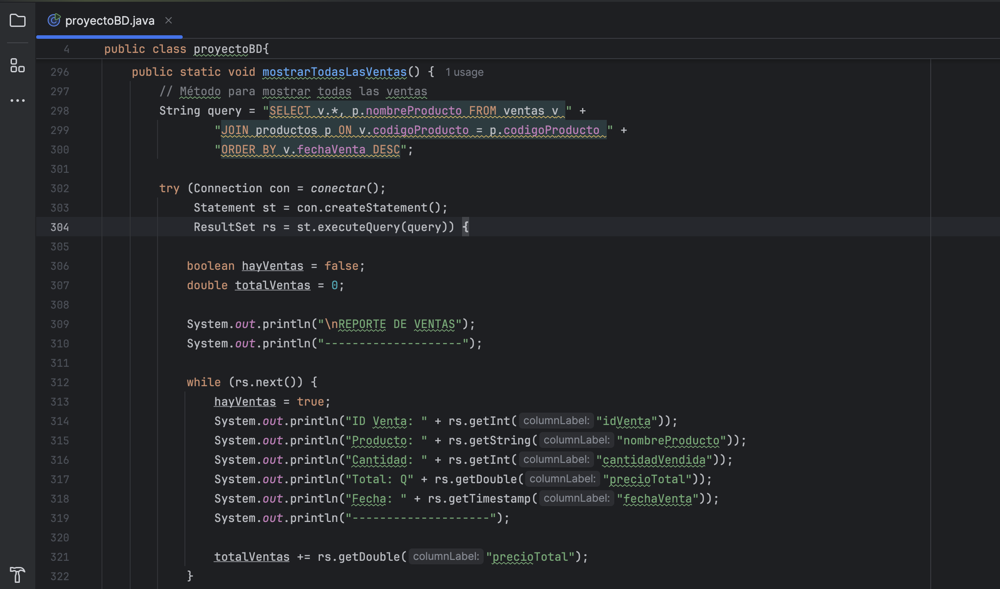 proyectoBD.java
4 public class proyectoBD{
296 public static void mostrarTodasLasVentas() { 1 usage
297 // Método para mostrar todas las ventas
298 String query = "SELECT v.*, p.nombreProducto FROM ventas v " +
299 "JOIN productos p ON v.codigoProducto = p.codigoProducto " +
300 "ORDER BY v.fechaVenta DESC";
301
302 try (Connection con = conectar();
303 Statement st = con.createStatement();
304 ResultSet rs = st.executeQuery(query)) {
305
306 boolean hayVentas = false;
307 double totalVentas = 0;
308
309 System.out.println("\nREPORTE DE VENTAS");
310 System.out.println("--------------------");
311
312 while (rs.next()) {
313 hayVentas = true;
314 System.out.println("ID Venta: " + rs.getInt( columnLabel: "idVenta"));
315 System.out.println("Producto: " + rs.getString( columnLabel: "nombreProducto"));
316 System.out.println("Cantidad: " + rs.getInt( columnLabel: "cantidadVendida"));
317 System.out.println("Total: Q" + rs.getDouble( columnLabel: "precioTotal"));
318 System.out.println("Fecha: " + rs.getTimestamp( columnLabel: "fechaVenta"));
319 System.out.println("--------------------");
320
321 totalVentas += rs.getDouble( columnLabel: "precioTotal");
322 }